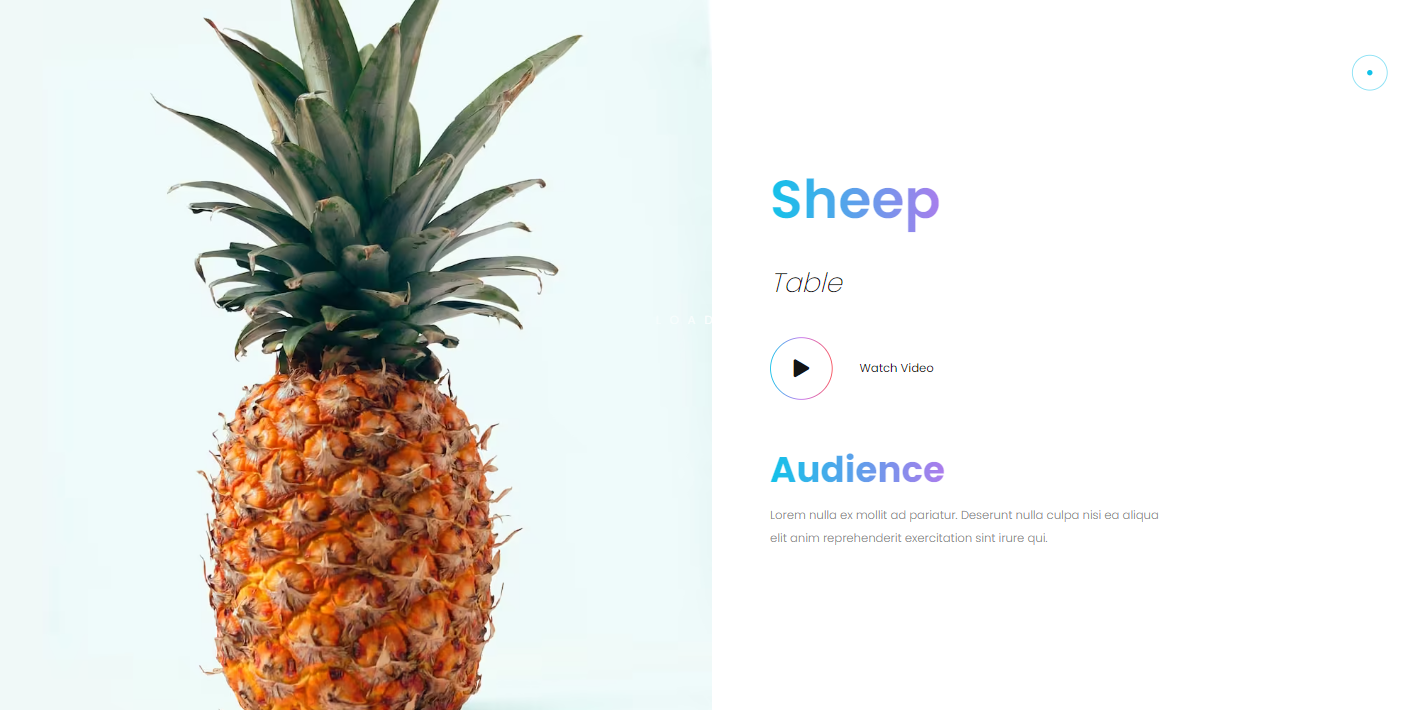 Sheep
Table
Watch Video
Audience
Lorem nulla ex mollit ad pariatur. Deserunt nulla culpa nisi ea aliqua
elit anim reprehenderit exercitation sint irure qui.